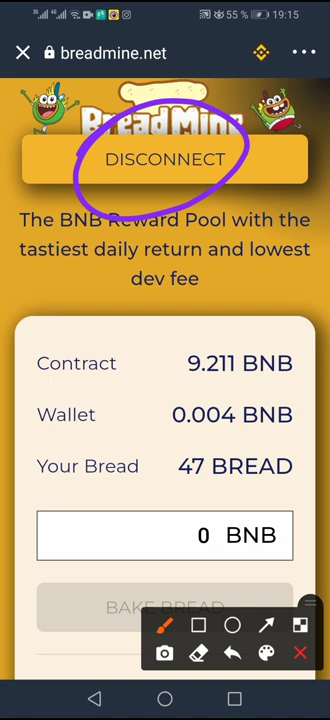 55 % 19:15
breadmine.net
BreadMine
DISCONNECT
The BNB Reward Pool with the
tastiest daily return and lowest
dev fee
Contract 9.211 BNB
Wallet 0.004 BNB
Your Bread 47 BREAD
0 BNB
BAKE BREAD